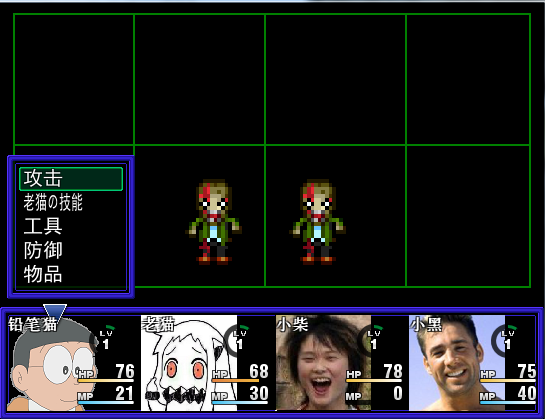 攻击
老猫の技能
工具
防御
物品
铅笔猫 老猫 小柴 小黑
LV LV LV LV
1 1 1 1
HP 76 HP 68 HP 78 HP 75
MP 21 MP 30 MP 0 MP 40